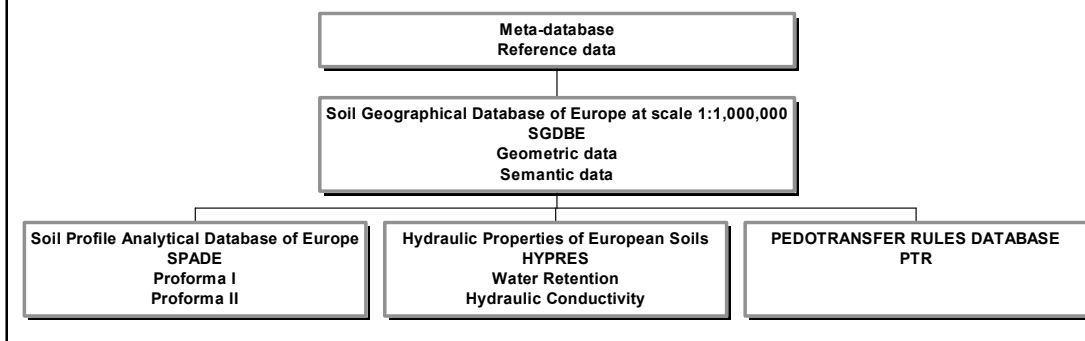 Meta-database
Reference data
Soil Geographical Database of Europe at scale 1:1,000,000
SGDBE
Geometric data
Semantic data
Soil Profile Analytical Database of Europe
SPADE
Proforma I
Proforma II
Hydraulic Properties of European Soils
HYPRES
Water Retention
Hydraulic Conductivity
PEDOTRANSFER RULES DATABASE
PTR